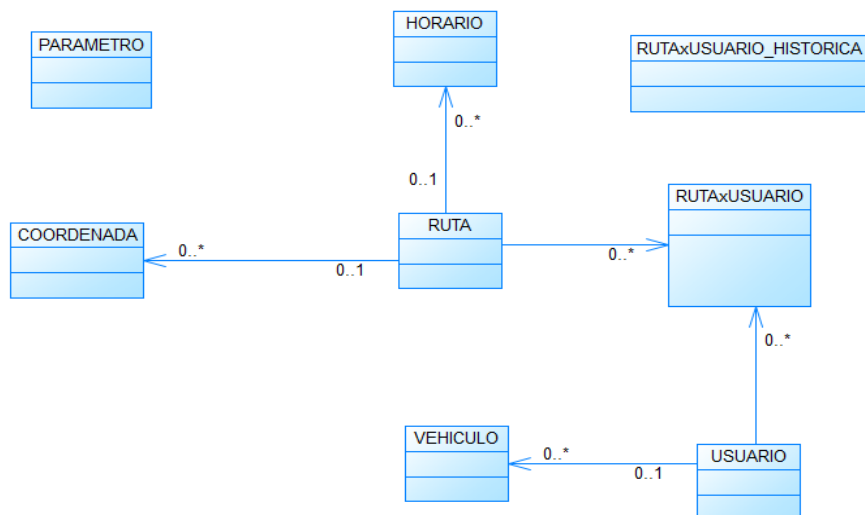 HORARIO
PARAMETRO
RUTAxUSUARIO_HISTORICA
0..*
0..1
RUTAxUSUARIO
RUTA
COORDENADA
0..*
0..*
0..1
0..*
VEHICULO
0..*
USUARIO
0..1